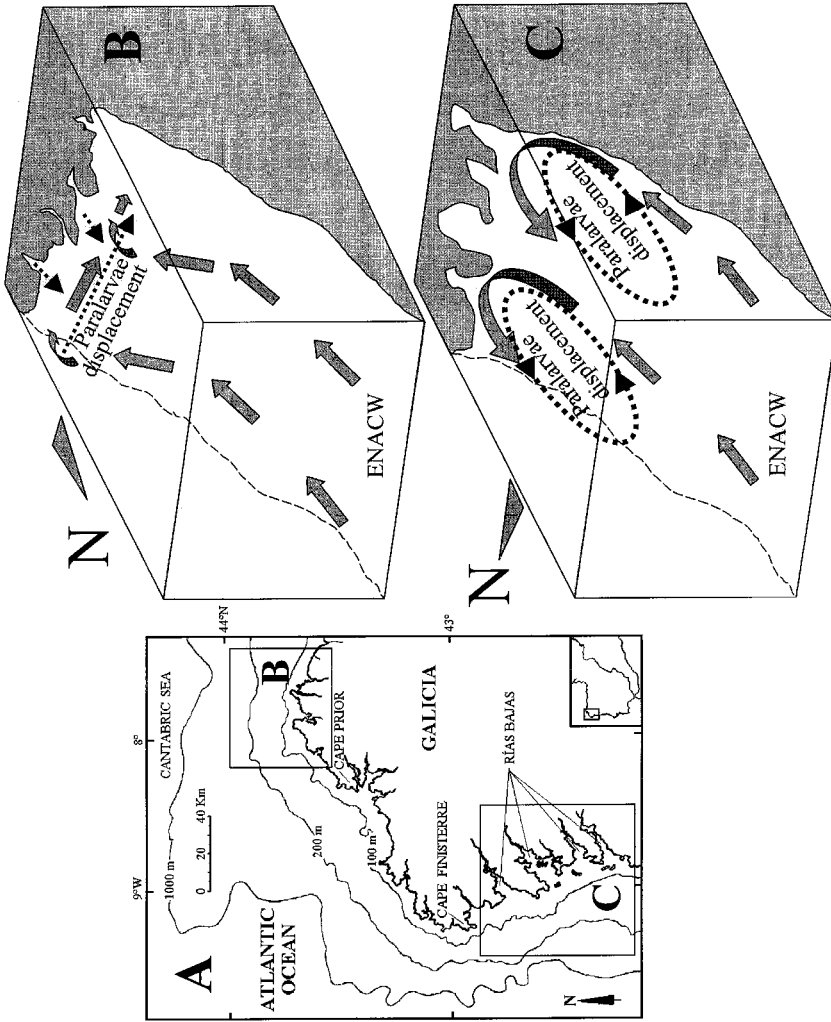 A
ATLANTIC
OCEAN
9°W
8°
CANTABRIC SEA
1000 m
0 20 40 Km
200 m
100 m
44°N
43°
B
CAPE PRIOR
GALICIA
CAPE FINISTERRE
RÍAS BAJAS
C
N
B
N
Paralarvae
displacement
ENACW
C
N
Paralarvae
displacement
Paralarvae
displacement
ENACW